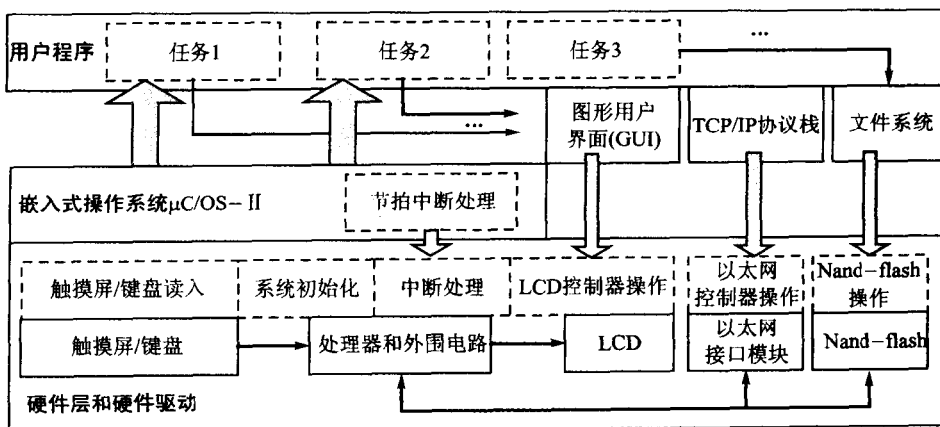 用户程序
任务1
任务2
任务3
...
...
图形用户
界面(GUI)
TCP/IP协议栈
文件系统
嵌入式操作系统μC/OS-II
节拍中断处理
触摸屏/键盘读入
系统初始化
中断处理
LCD控制器操作
以太网
控制器操作
Nand-flash
操作
触摸屏/键盘
处理器和外围电路
LCD
以太网
接口模块
Nand-flash
硬件层和硬件驱动